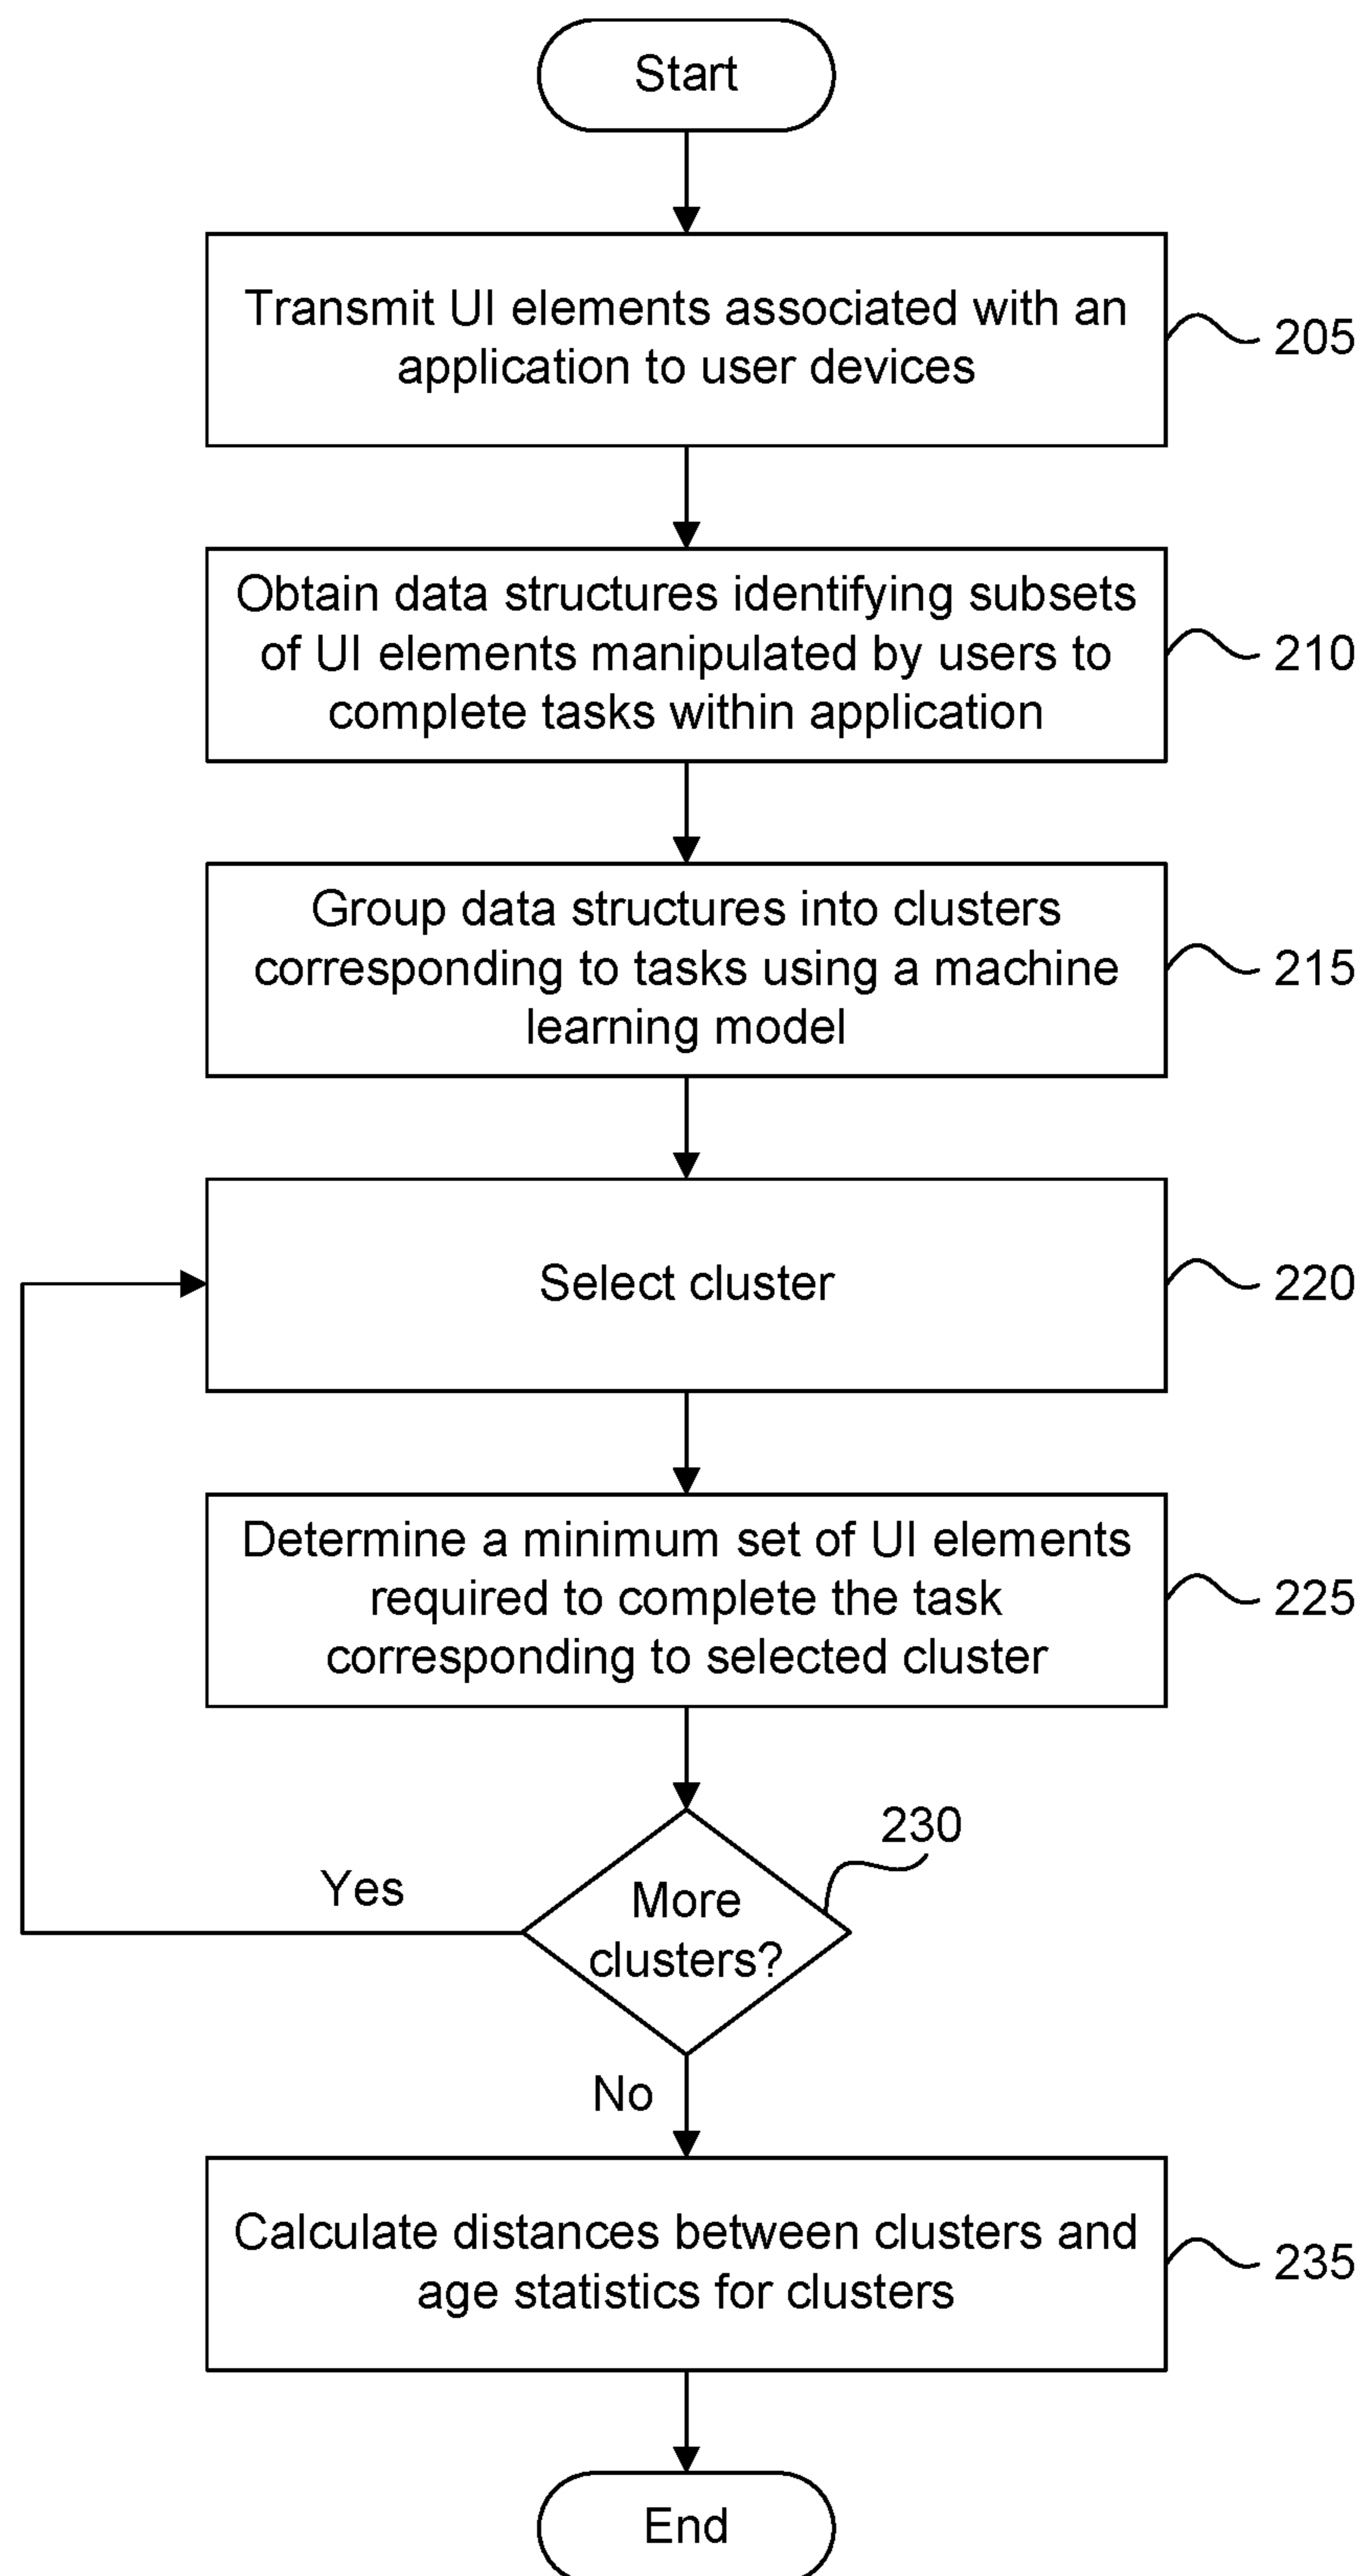 Start
Transmit UI elements associated with an
application to user devices
205
Obtain data structures identifying subsets
of UI elements manipulated by users to
complete tasks within application
210
Group data structures into clusters
corresponding to tasks using a machine
learning model
215
Select cluster
220
Determine a minimum set of UI elements
required to complete the task
corresponding to selected cluster
225
230
More
clusters?
Yes
No
Calculate distances between clusters and
age statistics for clusters
235
End